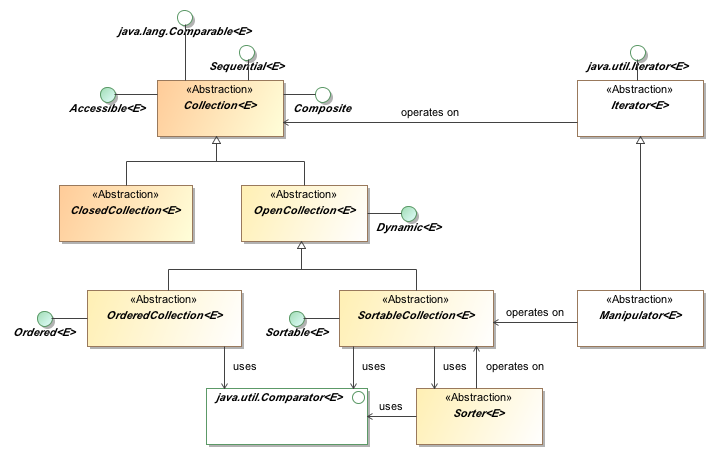 java.lang.Comparable<E>
Sequential<E>
java.util.Iterator<E>
«Abstraction»
Collection<E>
Accessible<E>
Composite
«Abstraction»
Iterator<E>
operates on
«Abstraction»
ClosedCollection<E>
«Abstraction»
OpenCollection<E>
Dynamic<E>
«Abstraction»
OrderedCollection<E>
Ordered<E>
«Abstraction»
SortableCollection<E>
Sortable<E>
operates on
«Abstraction»
Manipulator<E>
uses
uses
uses
operates on
java.util.Comparator<E>
uses
«Abstraction»
Sorter<E>